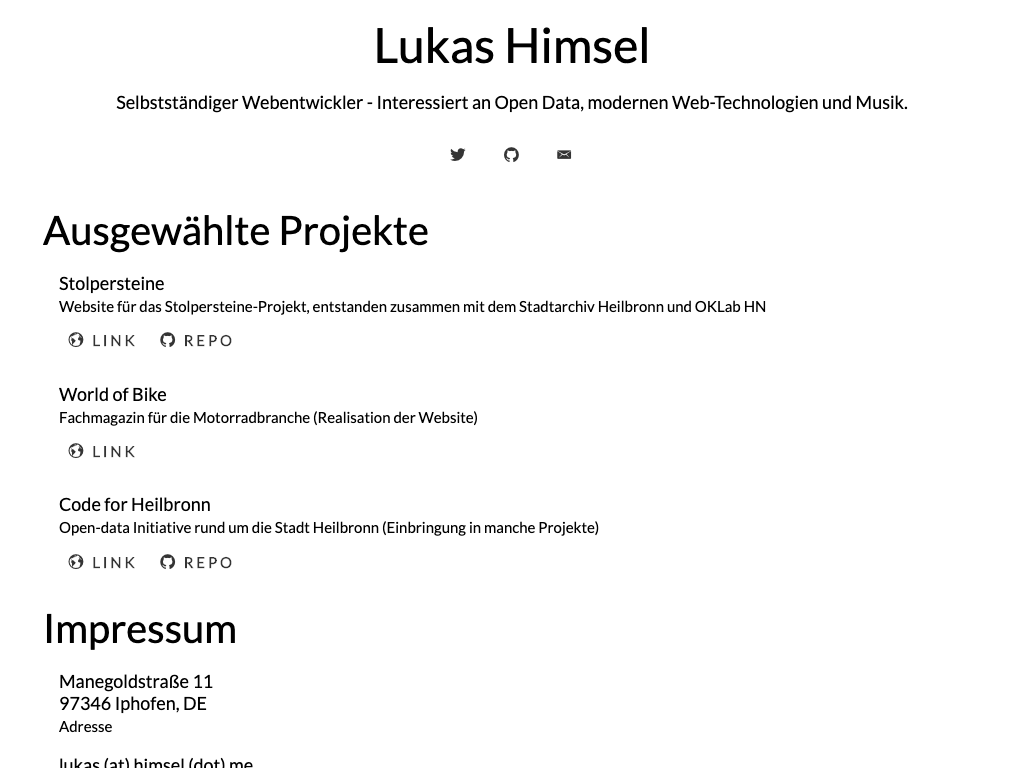 Lukas Himsel
Selbstständiger Webentwickler - Interessiert an Open Data, modernen Web-Technologien und Musik.
Ausgewählte Projekte
Stolpersteine
Website für das Stolpersteine-Projekt, entstanden zusammen mit dem Stadtarchiv Heilbronn und OKLab HN
LINK REPO
World of Bike
Fachmagazin für die Motorradbranche (Realisation der Website)
LINK
Code for Heilbronn
Open-data Initiative rund um die Stadt Heilbronn (Einbringung in manche Projekte)
LINK REPO
Impressum
Manegoldstraße 11
97346 Iphofen, DE
Adresse
lukas (at) himsel (dot) me